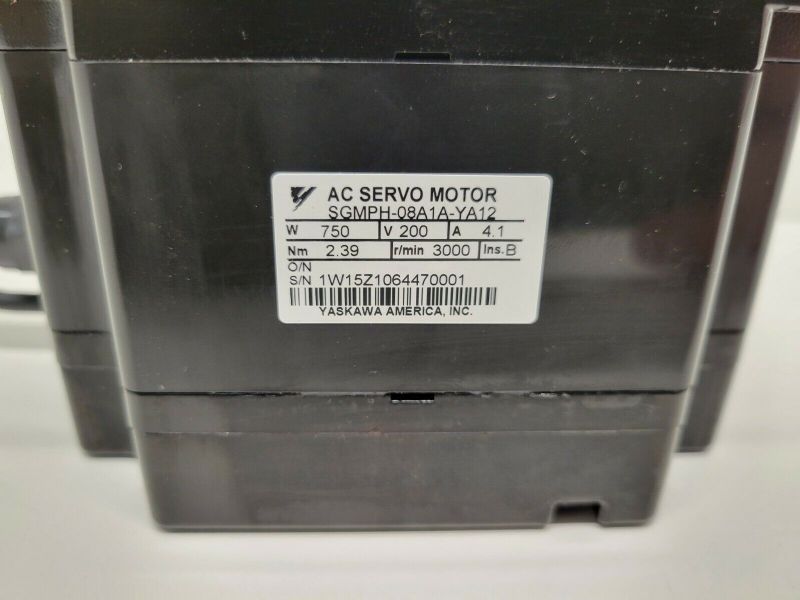 AC SERVO MOTOR
SGMPH-08A1A-YA12
W 750 V 200 A 4.1
Nm 2.39 r/min 3000 Ins. B
O/N
S/N 1W15Z1064470001
YASKAWA AMERICA, INC.